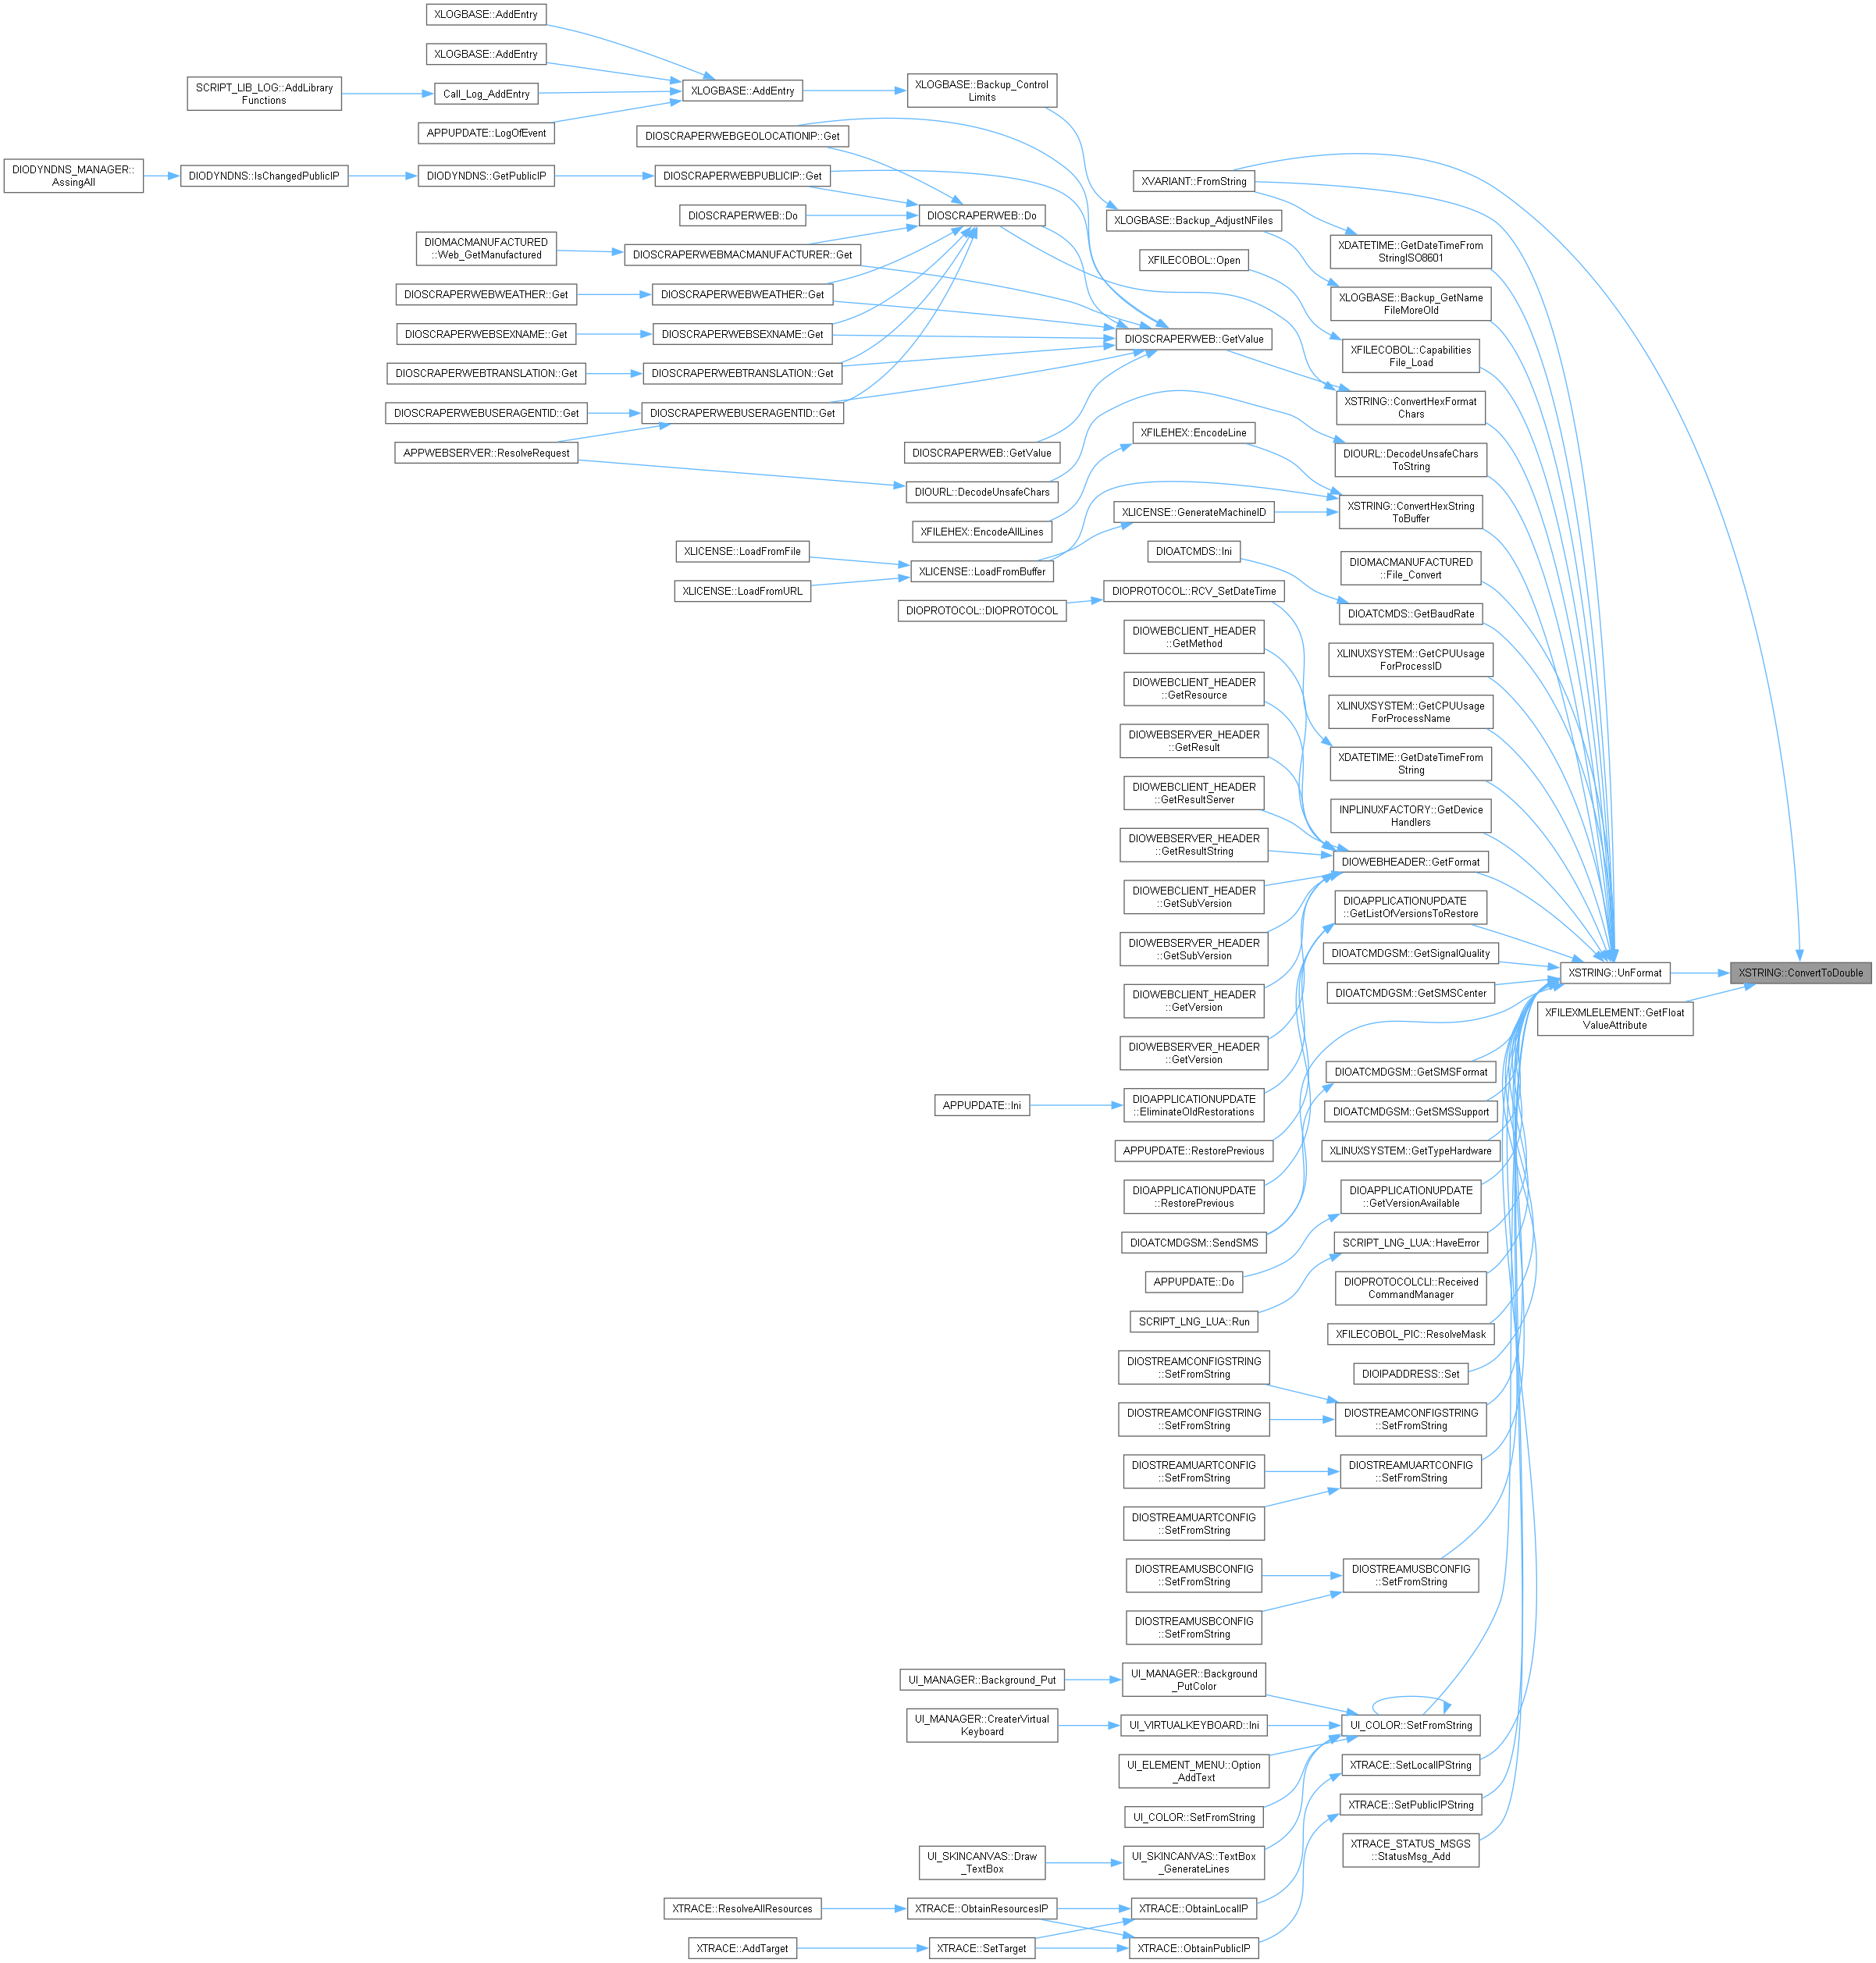 XLOGBASE::AddEntry
XLOGBASE::AddEntry
SCRIPT_LIB_LOG::AddLibrary
Functions
Call_Log_AddEntry
XLOGBASE::AddEntry
XLOGBASE::Backup_Control
Limits
APPUPDATE::LogOfEvent
DIOSCRAPERWEBGEOLOCATIONIP::Get
DIODYNDNS_MANAGER::
AssingAll
DIODYNDNS::IsChangedPublicIP
DIODYNDNS::GetPublicIP
DIOSCRAPERWEBPUBLICIP::Get
XVARIANT::FromString
DIOSCRAPERWEB::Do
DIOSCRAPERWEB::Do
XLOGBASE::Backup_AdjustNFiles
DIOMACMANUFACTURED
::Web_GetManufactured
DIOSCRAPERWEBMACMANUFACTURER::Get
XFILECOBOL::Open
XDATETIME::GetDateTimeFrom
StringISO8601
DIOSCRAPERWEBWEATHER::Get
DIOSCRAPERWEBWEATHER::Get
XLOGBASE::Backup_GetName
FileMoreOld
DIOSCRAPERWEBSEXNAME::Get
DIOSCRAPERWEBSEXNAME::Get
DIOSCRAPERWEB::GetValue
XFILECOBOL::Capabilities
File_Load
DIOSCRAPERWEBTRANSLATION::Get
DIOSCRAPERWEBTRANSLATION::Get
XSTRING::ConvertHexFormat
Chars
DIOSCRAPERWEBUSERAGENTID::Get
DIOSCRAPERWEBUSERAGENTID::Get
APPWEBSERVER::ResolveRequest
DIOSCRAPERWEB::GetValue
XFILEHEX::EncodeLine
DIOURL::DecodeUnsafeChars
ToString
DIOURL::DecodeUnsafeChars
XFILEHEX::EncodeAllLines
XLICENSE::GenerateMachineID
XSTRING::ConvertHexString
ToBuffer
XLICENSE::LoadFromFile
XLICENSE::LoadFromBuffer
DIOATCMDS::Ini
DIOMACMANUFACTURED
::File_Convert
XLICENSE::LoadFromURL
DIOPROTOCOL::DIOPROTOCOL
DIOPROTOCOL::RCV_SetDateTime
DIOATCMDS::GetBaudRate
DIOWEBCLIENT_HEADER
::GetMethod
XLINUXSYSTEM::GetCPUUsage
ForProcessID
DIOWEBCLIENT_HEADER
::GetResource
XLINUXSYSTEM::GetCPUUsage
ForProcessName
DIOWEBSERVER_HEADER
::GetResult
XDATETIME::GetDateTimeFrom
String
DIOWEBCLIENT_HEADER
::GetResultServer
INPLINUXFACTORY::GetDevice
Handlers
DIOWEBSERVER_HEADER
::GetResultString
DIOWEBHEADER::GetFormat
DIOWEBCLIENT_HEADER
::GetSubVersion
DIOAPPLICATIONUPDATE
::GetListOfVersionsToRestore
DIOWEBSERVER_HEADER
::GetSubVersion
DIOATCMDGSM::GetSignalQuality
XSTRING::UnFormat
XSTRING::ConvertToDouble
DIOWEBCLIENT_HEADER
::GetVersion
DIOATCMDGSM::GetSMSCenter
XFILEXMLELEMENT::GetFloat
ValueAttribute
DIOWEBSERVER_HEADER
::GetVersion
DIOATCMDGSM::GetSMSFormat
APPUPDATE::Ini
DIOAPPLICATIONUPDATE
::EliminateOldRestorations
DIOATCMDGSM::GetSMSSupport
APPUPDATE::RestorePrevious
XLINUXSYSTEM::GetTypeHardware
DIOAPPLICATIONUPDATE
::RestorePrevious
DIOAPPLICATIONUPDATE
::GetVersionAvailable
DIOATCMDGSM::SendSMS
SCRIPT_LNG_LUA::HaveError
APPUPDATE::Do
DIOPROTOCOLCLI::Received
CommandManager
SCRIPT_LNG_LUA::Run
XFILECOBOL_PIC::ResolveMask
DIOSTREAMCONFIGSTRING
::SetFromString
DIOIPADDRESS::Set
DIOSTREAMCONFIGSTRING
::SetFromString
DIOSTREAMCONFIGSTRING
::SetFromString
DIOSTREAMUARTCONFIG
::SetFromString
DIOSTREAMUARTCONFIG
::SetFromString
DIOSTREAMUARTCONFIG
::SetFromString
DIOSTREAMUSBCONFIG
::SetFromString
DIOSTREAMUSBCONFIG
::SetFromString
DIOSTREAMUSBCONFIG
::SetFromString
UI_MANAGER::Background_Put
UI_MANAGER::Background
_PutColor
UI_MANAGER::CreaterVirtual
Keyboard
UI_VIRTUALKEYBOARD::Ini
UI_COLOR::SetFromString
UI_ELEMENT_MENU::Option
_AddText
XTRACE::SetLocalIPString
UI_COLOR::SetFromString
XTRACE::SetPublicIPString
UI_SKINCANVAS::Draw
_TextBox
UI_SKINCANVAS::TextBox
_GenerateLines
XTRACE_STATUS_MSGS
::StatusMsg_Add
XTRACE::ResolveAllResources
XTRACE::ObtainResourcesIP
XTRACE::ObtainLocalIP
XTRACE::AddTarget
XTRACE::SetTarget
XTRACE::ObtainPublicIP